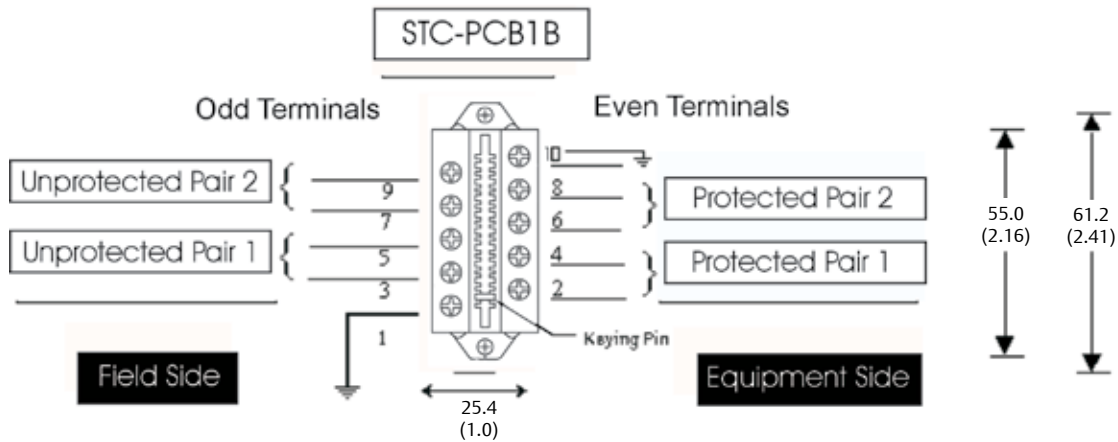 STC-PCB1B
Odd Terminals
Even Terminals
Unprotected Pair 2
Unprotected Pair 1
9
7
5
3
1
10
8
6
4
2
Protected Pair 2
Protected Pair 1
Keying Pin
Field Side
Equipment Side
25.4
(1.0)
55.0
(2.16)
61.2
(2.41)